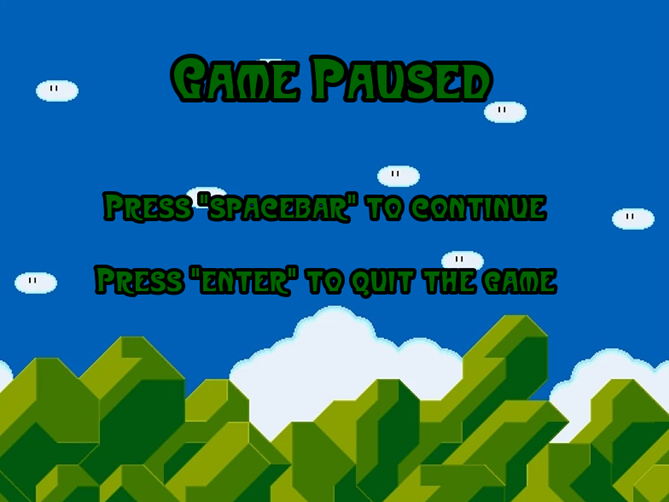 Game Paused
Press "spacebar" to continue
Press "enter" to quit the game